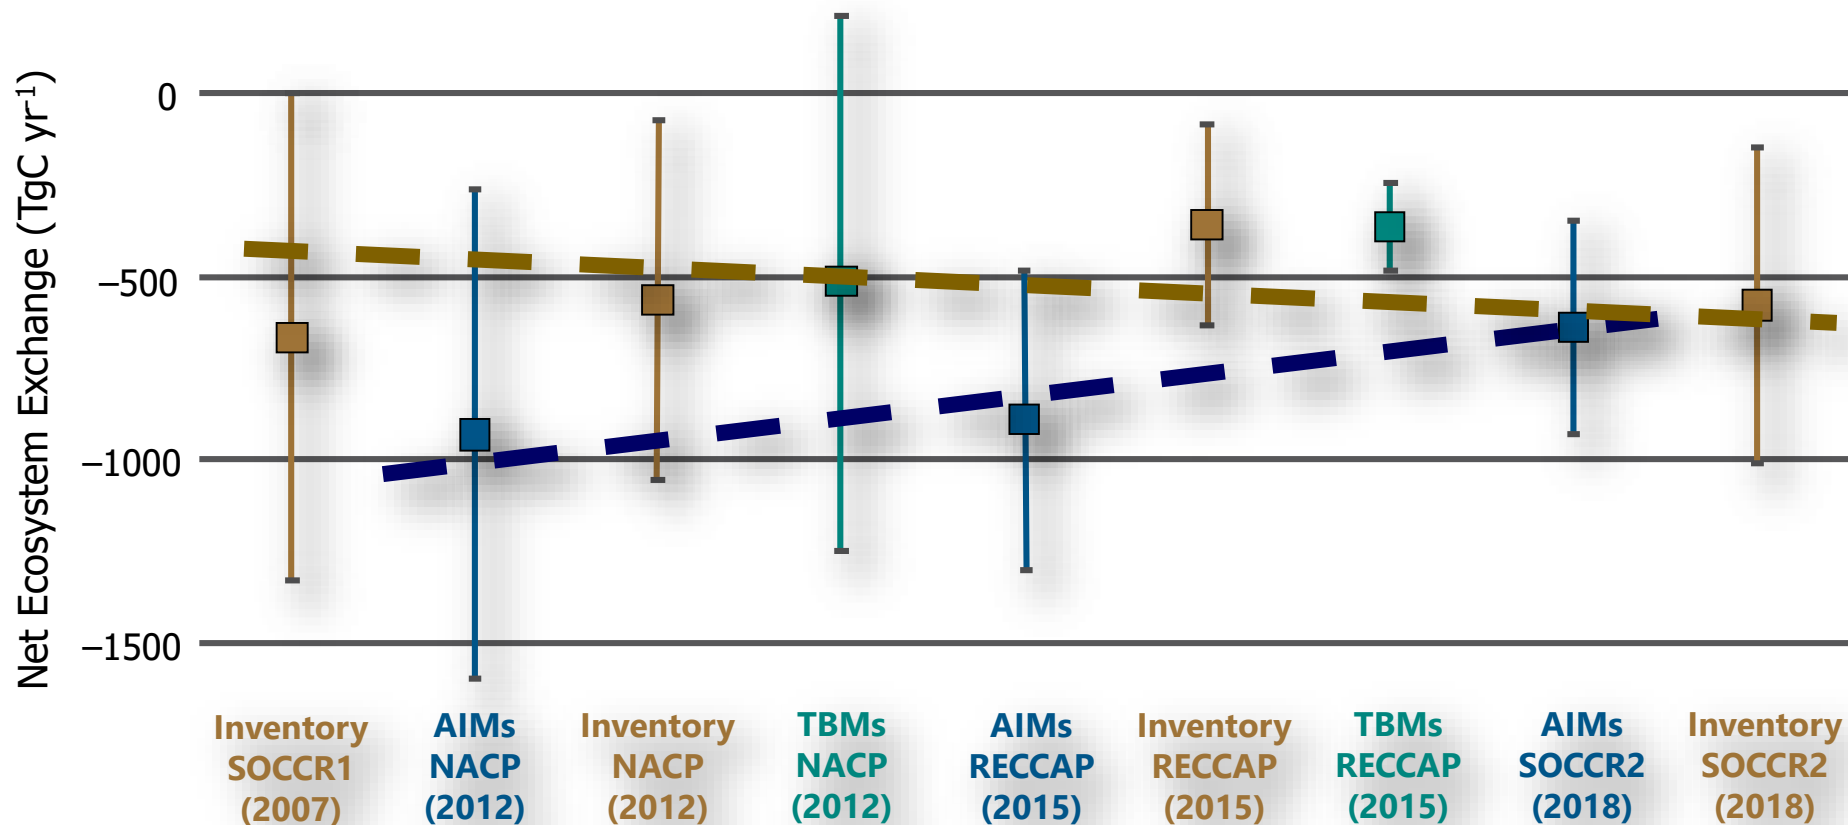 Net Ecosystem Exchange (TgC yr⁻¹)
0
−500
−1000
−1500
Inventory
SOCCR1
(2007)
AIMs
NACP
(2012)
Inventory
NACP
(2012)
TBMs
NACP
(2012)
AIMs
RECCAP
(2015)
Inventory
RECCAP
(2015)
TBMs
RECCAP
(2015)
AIMs
SOCCR2
(2018)
Inventory
SOCCR2
(2018)